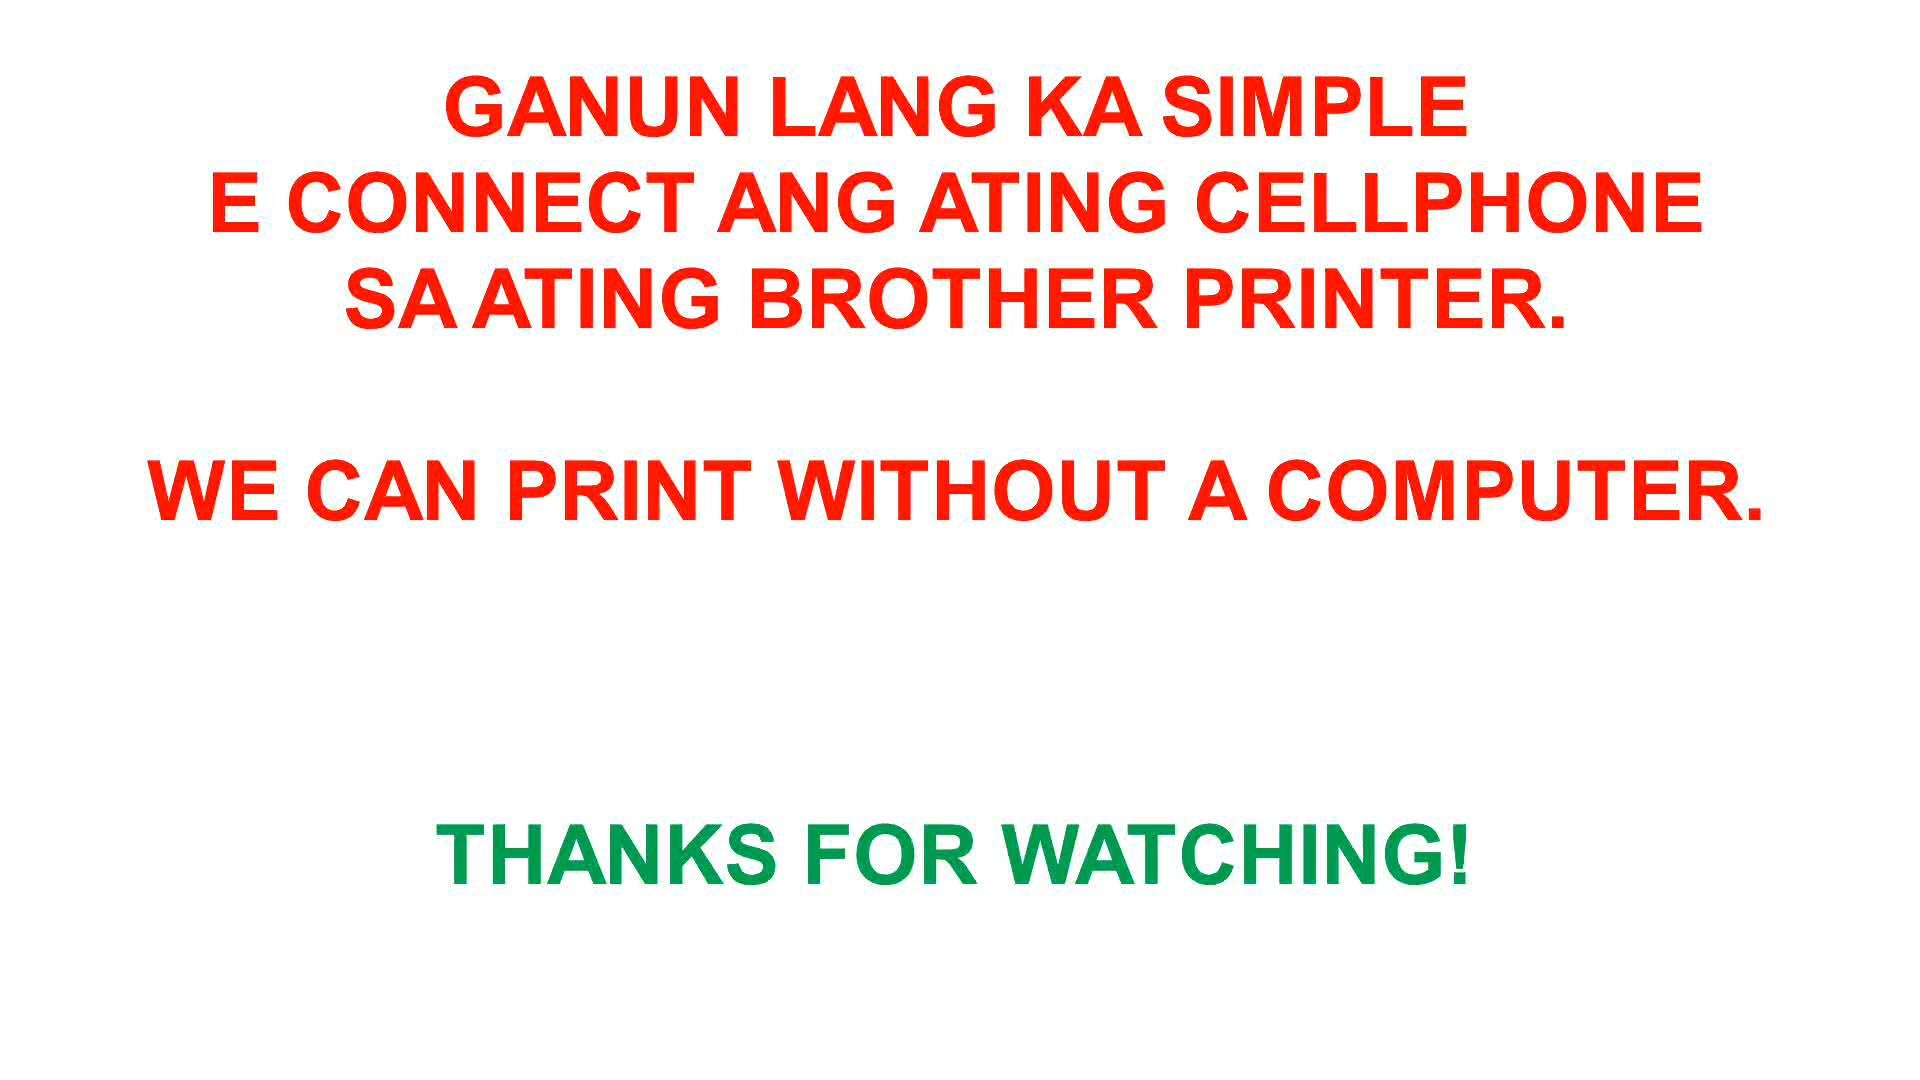 GANUN LANG KA SIMPLE
E CONNECT ANG ATING CELLPHONE
SA ATING BROTHER PRINTER.
WE CAN PRINT WITHOUT A COMPUTER.
THANKS FOR WATCHING!